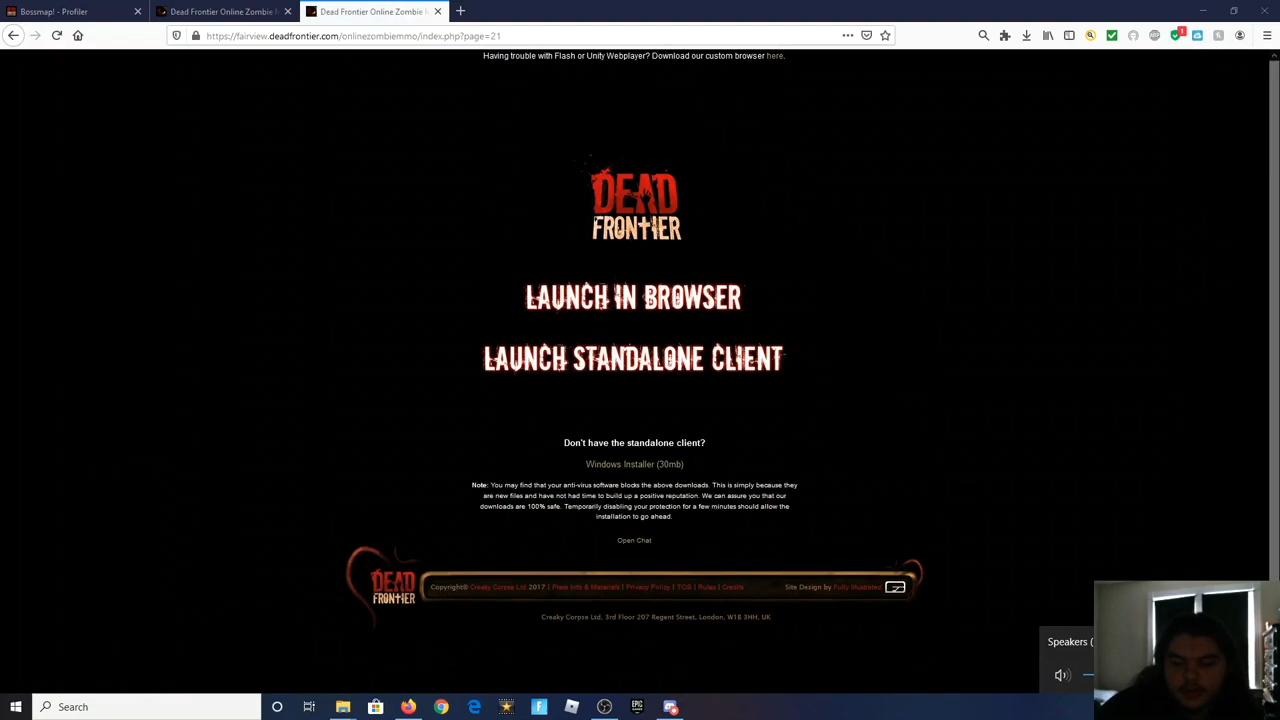 Bossmap! - Profiler
Dead Frontier Online Zombie M
Dead Frontier Online Zombie M
https://fairview.deadfrontier.com/onlinezombiemmo/index.php?page=21
1
Having trouble with Flash or Unity Webplayer? Download our custom browser here.
DEAD
FRONTIER
LAUNCH IN BROWSER
LAUNCH STANDALONE CLIENT
Don't have the standalone client?
Windows Installer (30mb)
Note: You may find that your anti-virus software blocks the above downloads. This is simply because they
are new files and have not had time to build up a positive reputation. We can assure you that our
downloads are 100% safe. Temporarily disabling your protection for a few minutes should allow the
installation to go ahead.
Open Chat
DEAD
FRONTIER
Copyright© Creaky Corpse Ltd 2017 | Press Info & Materials | Privacy Policy | TOS | Rules | Credits
Site Design by Fully Illustrated
Creaky Corpse Ltd, 3rd Floor 207 Regent Street, London, W1B 3HH, UK
Speakers (
Search
EPIC
GAMES